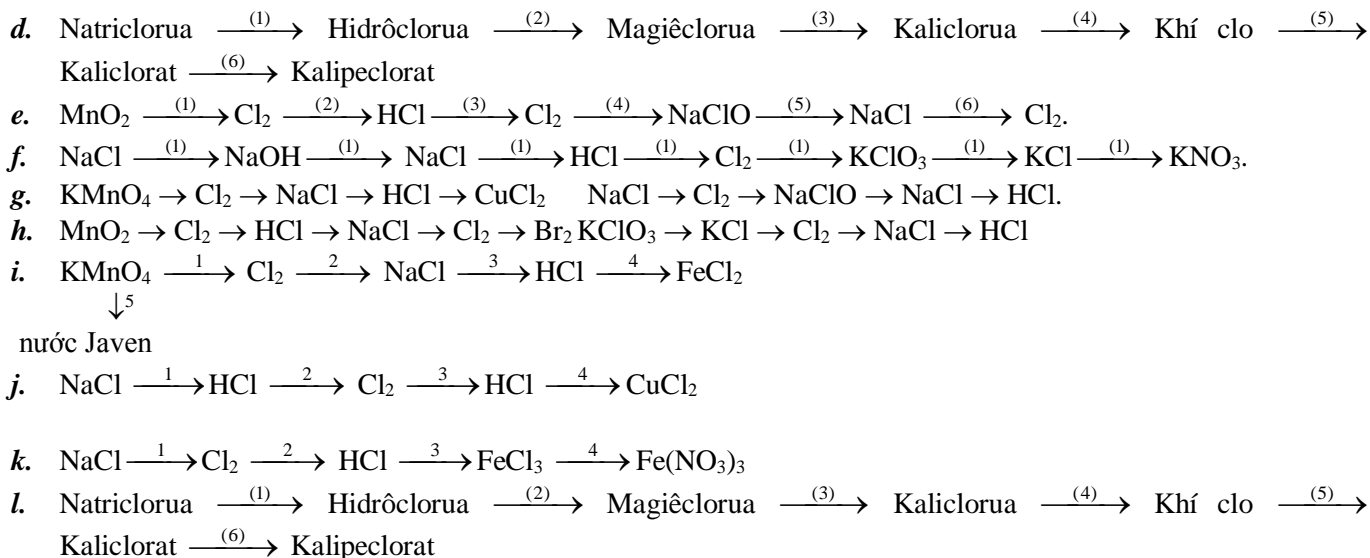 d. Natriclorua —(1)→ Hidrôclorua —(2)→ Magiêclorua —(3)→ Kaliclorua —(4)→ Khí clo —(5)→
Kaliclorat —(6)→ Kalipeclorat
e. MnO₂ —(1)→ Cl₂ —(2)→ HCl —(3)→ Cl₂ —(4)→ NaClO —(5)→ NaCl —(6)→ Cl₂.
f. NaCl —(1)→ NaOH —(1)→ NaCl —(1)→ HCl —(1)→ Cl₂ —(1)→ KClO₃ —(1)→ KCl —(1)→ KNO₃.
g. KMnO₄ → Cl₂ → NaCl → HCl → CuCl₂ NaCl → Cl₂ → NaClO → NaCl → HCl.
h. MnO₂ → Cl₂ → HCl → NaCl → Cl₂ → Br₂ KClO₃ → KCl → Cl₂ → NaCl → HCl
i. KMnO₄ —1→ Cl₂ —2→ NaCl —3→ HCl —4→ FeCl₂
↓5
nước Javen
j. NaCl —1→ HCl —2→ Cl₂ —3→ HCl —4→ CuCl₂
k. NaCl —1→ Cl₂ —2→ HCl —3→ FeCl₃ —4→ Fe(NO₃)₃
l. Natriclorua —(1)→ Hidrôclorua —(2)→ Magiêclorua —(3)→ Kaliclorua —(4)→ Khí clo —(5)→
Kaliclorat —(6)→ Kalipeclorat